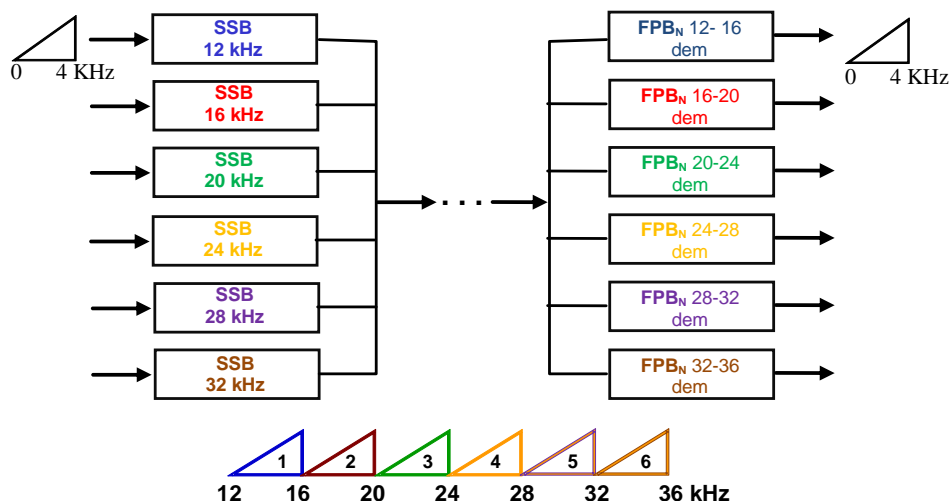 SSB
12 kHz
0 4 KHz
SSB
16 kHz
SSB
20 kHz
SSB
24 kHz
SSB
28 kHz
SSB
32 kHz
. . .
FPBN 12- 16
dem
0 4 KHz
FPBN 16-20
dem
FPBN 20-24
dem
FPBN 24-28
dem
FPBN 28-32
dem
FPBN 32-36
dem
1 2 3 4 5 6
12 16 20 24 28 32 36 kHz